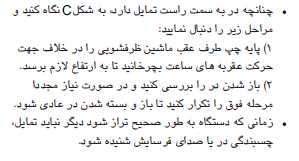 • چنانچه در به سمت راست تمایل دارد، به شکل C نگاه کنید و
مراحل زیر را دنبال نمایید:
۱) پایه چپ طرف عقب ماشین ظرفشویی را در خلاف جهت
حرکت عقربه های ساعت بچرخانید تا به ارتفاع لازم برسد.
۲) باز شدن در را بررسی کنید و در صورت نیاز مجددا
مرحله فوق را تکرار کنید تا باز و بسته شدن در عادی شود.
• زمانی که دستگاه به طور صحیح تراز شود دیگر نباید تمایل،
چسبندگی در یا صدای فرسایش شنیده شود.